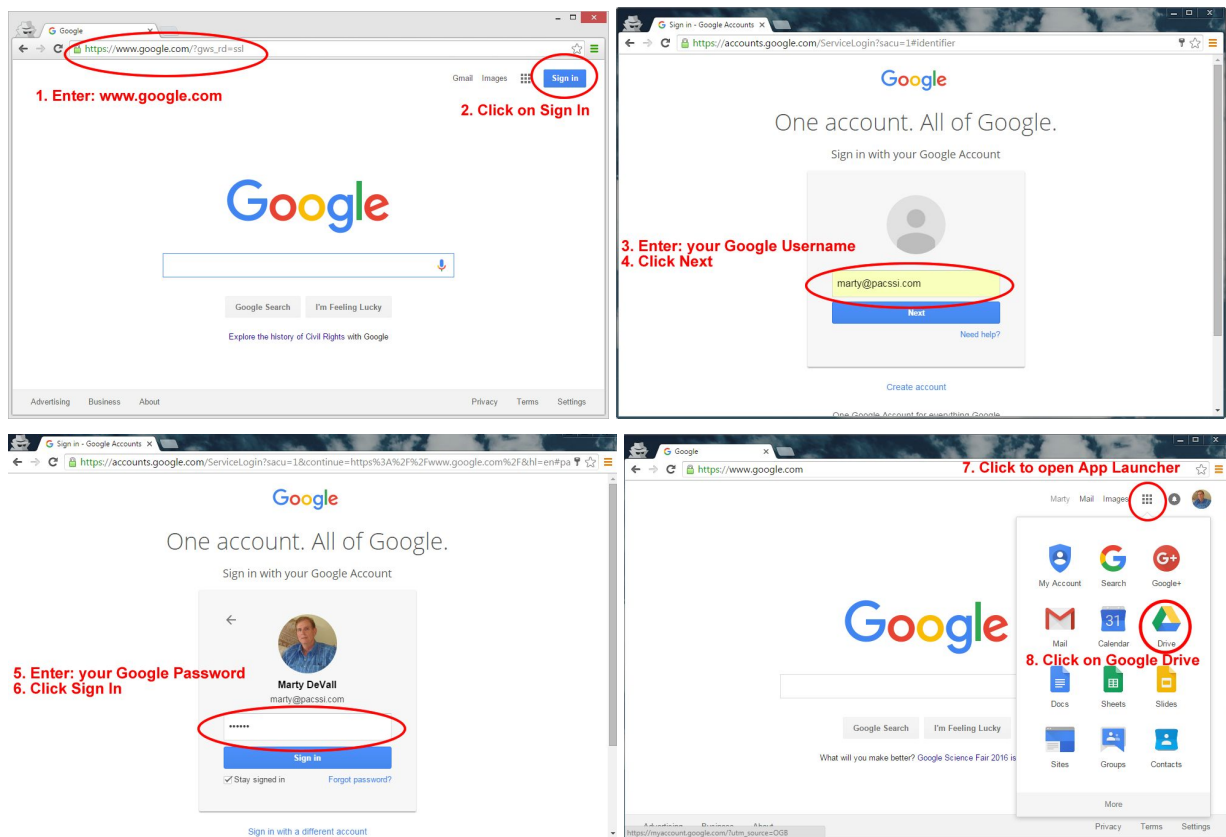 G Google
https://www.google.com/?gws_rd=ssl
Gmail Images Sign in
1. Enter: www.google.com
2. Click on Sign In
Google
Google Search I'm Feeling Lucky
Explore the history of Civil Rights with Google
Advertising Business About Privacy Terms Settings
G Sign in - Google Accounts
https://accounts.google.com/ServiceLogin?sacu=1#identifier
Google
One account. All of Google.
Sign in with your Google Account
3. Enter: your Google Username
4. Click Next
marty@pacssi.com
Next
Need help?
Create account
One Google Account for everything Google
G Sign in - Google Accounts
https://accounts.google.com/ServiceLogin?sacu=1&continue=https%3A%2F%2Fwww.google.com%2F&hl=en#pa
Google
One account. All of Google.
Sign in with your Google Account
5. Enter: your Google Password
6. Click Sign In
Marty DeVall
marty@pacssi.com
••••••
Sign in
Stay signed in Forgot password?
Sign in with a different account
G Google
https://www.google.com
7. Click to open App Launcher
Marty Mail Images
G G+
My Account Search Google+
31
Mail Calendar Drive
8. Click on Google Drive
Docs Sheets Slides
Sites Groups Contacts
More
Google
Google Search I'm Feeling Lucky
What will you make better? Google Science Fair 2016 is
Advertising Business About
https://myaccount.google.com/?utm_source=OGB
Privacy Terms Settings